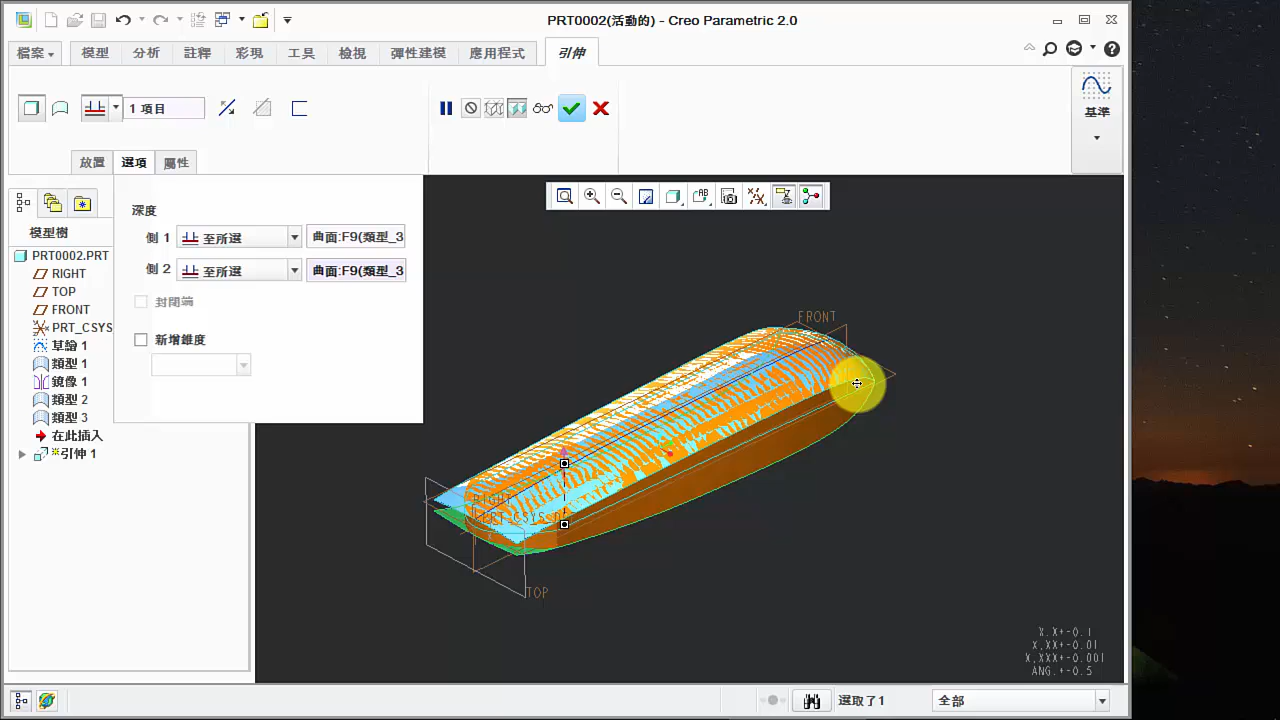 PRT0002(活動的) - Creo Parametric 2.0
檔案 模型 分析 註釋 彩現 工具 檢視 彈性建模 應用程式 引伸
1 項目
基準
放置 選項 屬性
模型樹
PRT0002.PRT
RIGHT
TOP
FRONT
PRT_CSYS
草繪 1
類型 1
鏡像 1
類型 2
類型 3
在此插入
引伸 1
深度
側 1 至所選 曲面:F9(類型_3
側 2 至所選 曲面:F9(類型_3
封閉端
新增錐度
FRONT
RIGHT
PRT_CSYS_D
TOP
X.X+-0.1
X.XX+-0.01
X.XXX+-0.001
ANG.+-0.5
選取了1 全部